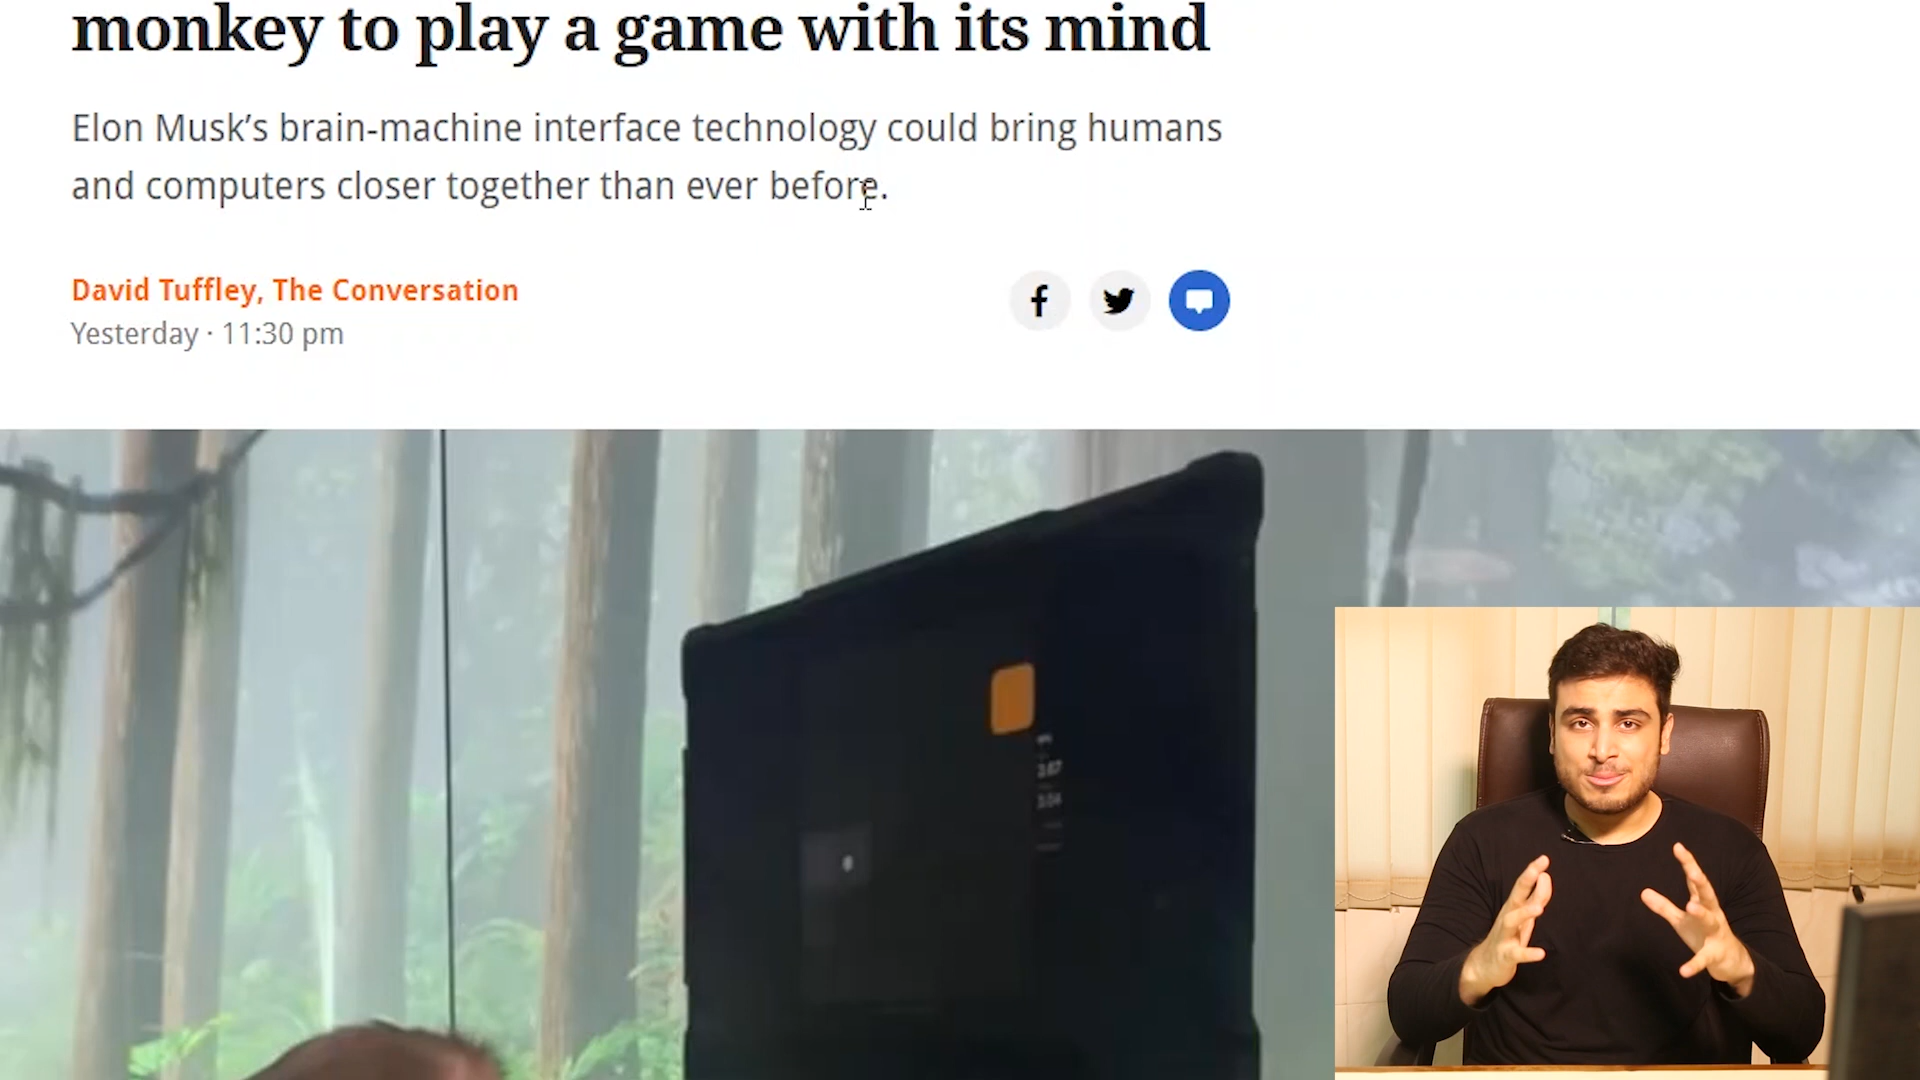 monkey to play a game with its mind
Elon Musk’s brain-machine interface technology could bring humans
and computers closer together than ever before.
David Tuffley, The Conversation
Yesterday · 11:30 pm